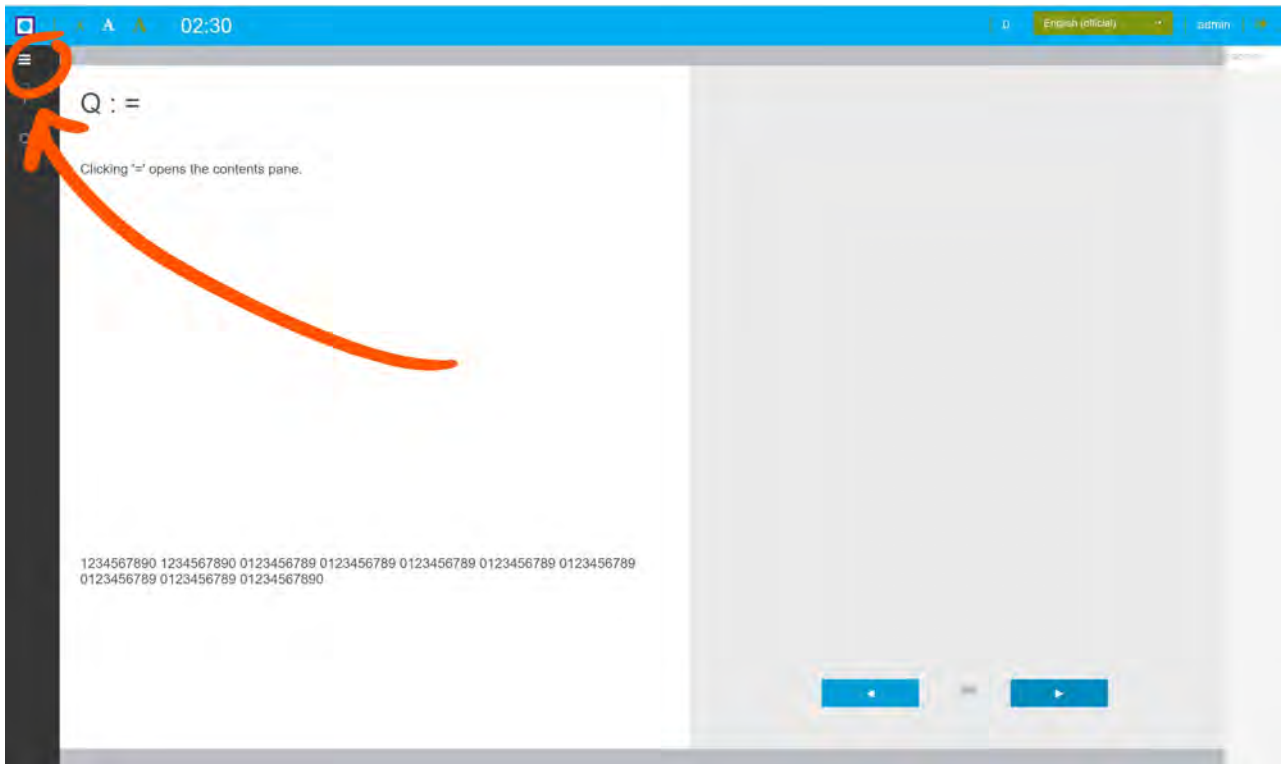 A A A 02:30 English (official) admin
Q : =
Clicking '=' opens the contents pane.
1234567890 1234567890 0123456789 0123456789 0123456789 0123456789 0123456789
0123456789 0123456789 01234567890